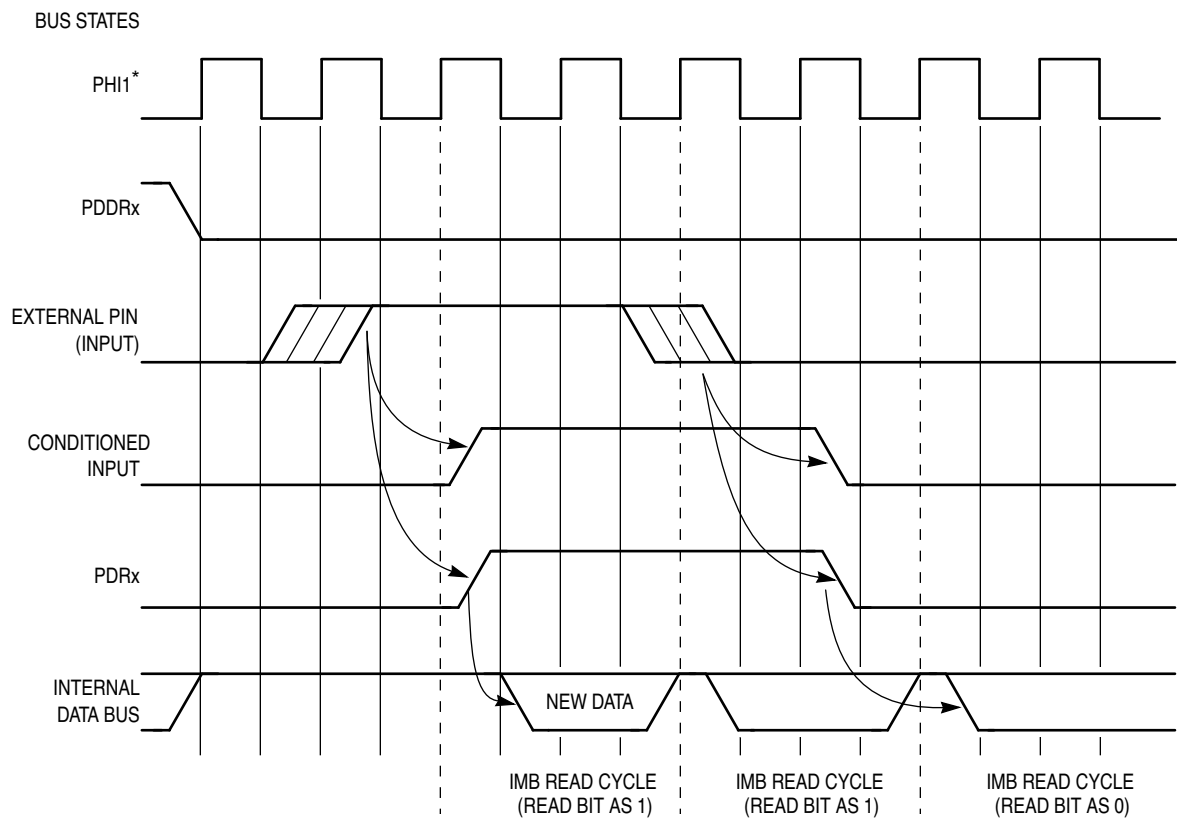 BUS STATES
PHI1*
PDDRx
EXTERNAL PIN
(INPUT)
CONDITIONED
INPUT
PDRx
INTERNAL
DATA BUS
NEW DATA
IMB READ CYCLE
(READ BIT AS 1)
IMB READ CYCLE
(READ BIT AS 1)
IMB READ CYCLE
(READ BIT AS 0)